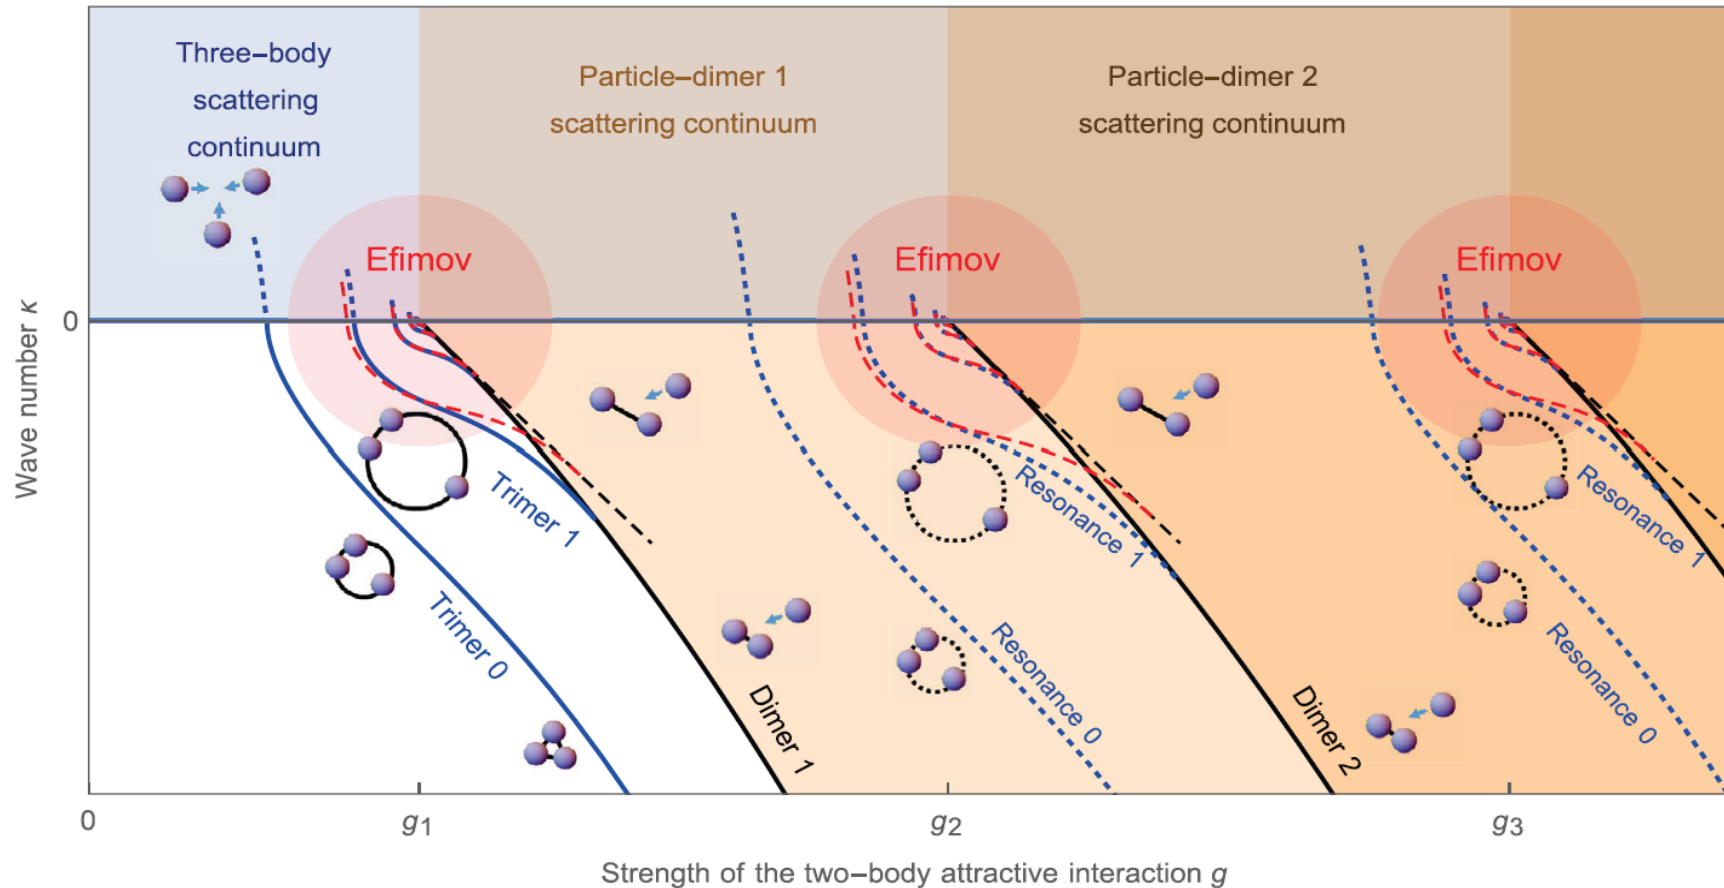 Three–body
scattering
continuum
Particle–dimer 1
scattering continuum
Particle–dimer 2
scattering continuum
Efimov
Efimov
Efimov
Wave number κ
0
Trimer 1
Trimer 0
Dimer 1
Resonance 1
Resonance 0
Dimer 2
Resonance 1
Resonance 0
0
g1
g2
g3
Strength of the two–body attractive interaction g